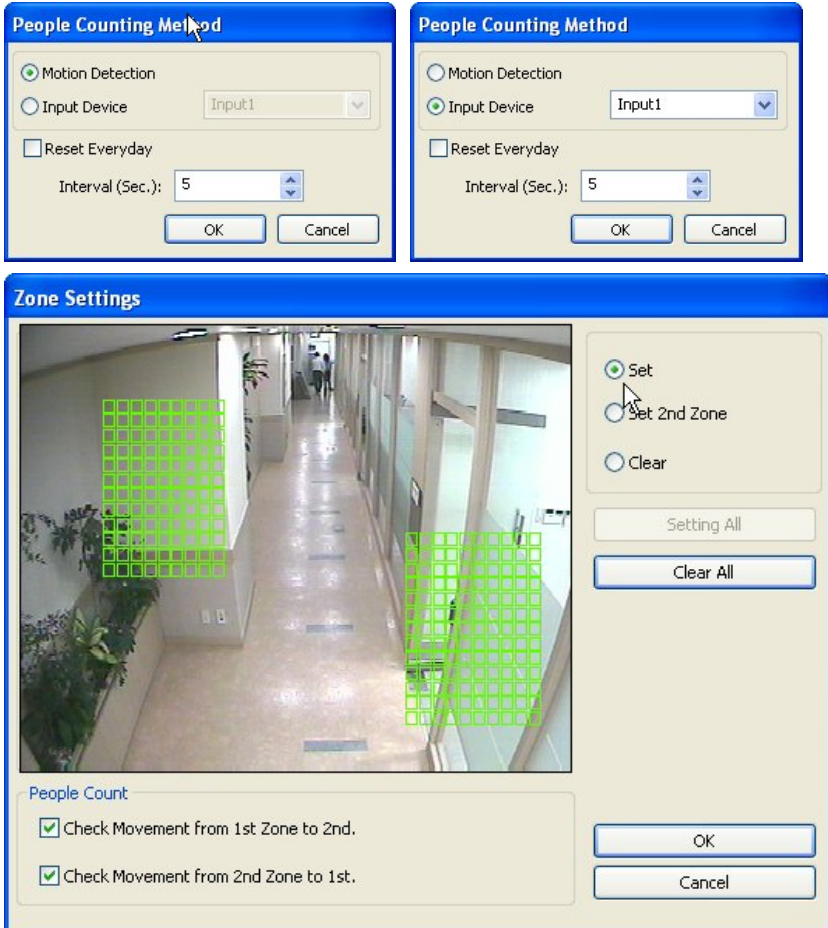 People Counting Method
Motion Detection
Input Device
Input1
Reset Everyday
Interval (Sec.):
5
OK
Cancel
People Counting Method
Motion Detection
Input Device
Input1
Reset Everyday
Interval (Sec.):
5
OK
Cancel
Zone Settings
Set
Set 2nd Zone
Clear
Setting All
Clear All
People Count
Check Movement from 1st Zone to 2nd.
Check Movement from 2nd Zone to 1st.
OK
Cancel